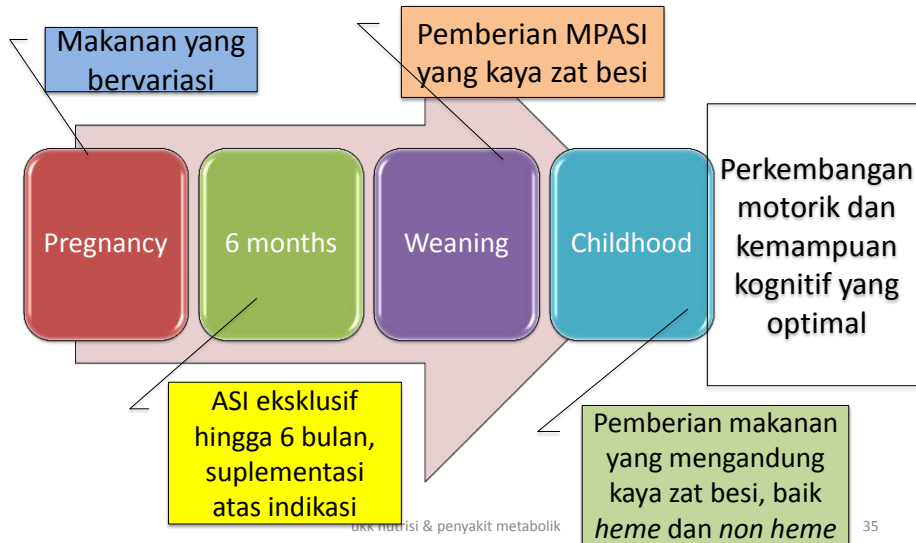 Makanan yang
bervariasi
Pemberian MPASI
yang kaya zat besi
Pregnancy
6 months
Weaning
Childhood
Perkembangan
motorik dan
kemampuan
kognitif yang
optimal
ASI eksklusif
hingga 6 bulan,
suplementasi
atas indikasi
Pemberian makanan
yang mengandung
kaya zat besi, baik
heme dan non heme
ukk nutrisi & penyakit metabolik
35